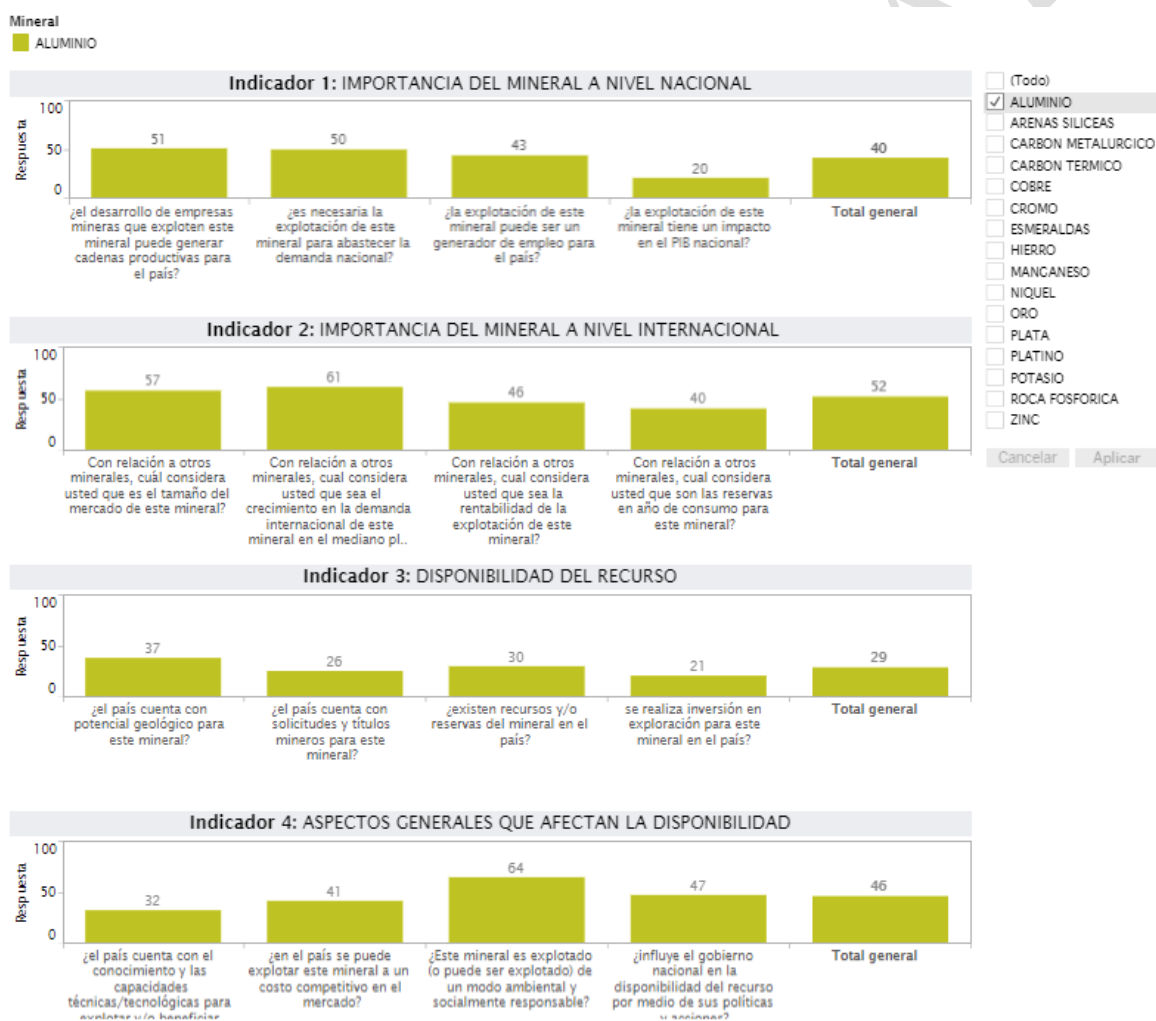 Mineral
ALUMINIO
Indicador 1: IMPORTANCIA DEL MINERAL A NIVEL NACIONAL
Respuesta
100
50
0
51
50
43
20
40
¿el desarrollo de empresas
mineras que exploten este
mineral puede generar
cadenas productivas para
el país?
¿es necesaria la
explotación de este
mineral para abastecer la
demanda nacional?
¿la explotación de este
mineral puede ser un
generador de empleo para
el país?
¿la explotación de este
mineral tiene un impacto
en el PIB nacional?
Total general
(Todo)
ALUMINIO
ARENAS SILICEAS
CARBON METALURGICO
CARBON TERMICO
COBRE
CROMO
ESMERALDAS
HIERRO
MANGANESO
NIQUEL
ORO
PLATA
PLATINO
POTASIO
ROCA FOSFORICA
ZINC
Cancelar
Aplicar
Indicador 2: IMPORTANCIA DEL MINERAL A NIVEL INTERNACIONAL
Respuesta
100
50
0
57
61
46
40
52
Con relación a otros
minerales, cuál considera
usted que es el tamaño del
mercado de este mineral?
Con relación a otros
minerales, cual considera
usted que sea el
crecimiento en la demanda
internacional de este
mineral en el mediano pl..
Con relación a otros
minerales, cual considera
usted que sea la
rentabilidad de la
explotación de este
mineral?
Con relación a otros
minerales, cual considera
usted que son las reservas
en año de consumo para
este mineral?
Total general
Indicador 3: DISPONIBILIDAD DEL RECURSO
Respuesta
100
50
0
37
26
30
21
29
¿el país cuenta con
potencial geológico para
este mineral?
¿el país cuenta con
solicitudes y títulos
mineros para este
mineral?
¿existen recursos y/o
reservas del mineral en el
país?
se realiza inversión en
exploración para este
mineral en el país?
Total general
Indicador 4: ASPECTOS GENERALES QUE AFECTAN LA DISPONIBILIDAD
Respuesta
100
50
0
32
41
64
47
46
¿el país cuenta con el
conocimiento y las
capacidades
técnicas/tecnológicas para
explotar y/o beneficiar
¿en el país se puede
explotar este mineral a un
costo competitivo en el
mercado?
¿Este mineral es explotado
(o puede ser explotado) de
un modo ambiental y
socialmente responsable?
¿influye el gobierno
nacional en la
disponibilidad del recurso
por medio de sus políticas
y acciones?
Total general